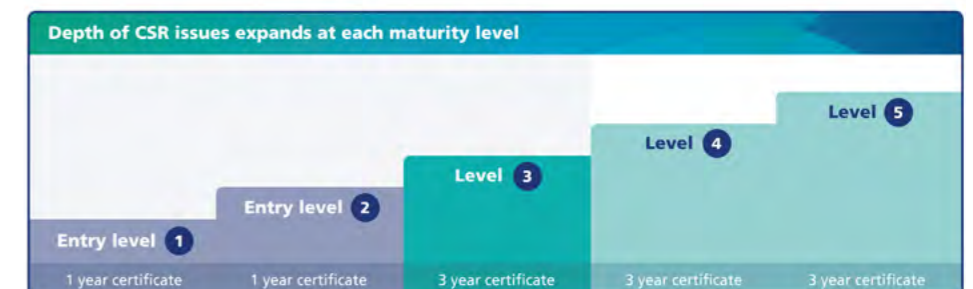 Depth of CSR issues expands at each maturity level
Level 5
Level 4
Level 3
Entry level 2
Entry level 1
1 year certificate
1 year certificate
3 year certificate
3 year certificate
3 year certificate